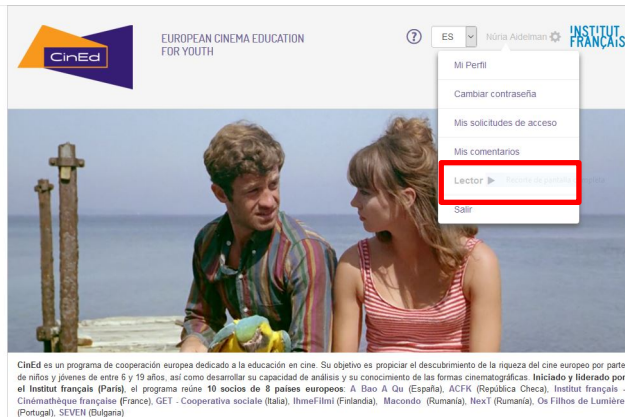 CinEd
EUROPEAN CINEMA EDUCATION
FOR YOUTH
?
ES
Núria Aidelman
INSTITUT
FRANÇAIS
Mi Perfil
Cambiar contraseña
Mis solicitudes de acceso
Mis comentarios
Lector
Salir
CinEd es un programa de cooperación europea dedicado a la educación en cine. Su objetivo es propiciar el descubrimiento de la riqueza del cine europeo por parte
de niños y jóvenes de entre 6 y 19 años, así como desarrollar su capacidad de análisis y su conocimiento de las formas cinematográficas. Iniciado y liderado por
el Institut français (París), el programa reúne 10 socios de 8 países europeos: A Bao A Qu (España), ACFK (República Checa), Institut français -
Cinémathèque française (France), GET - Cooperativa sociale (Italia), IhmeFilmi (Finlandia), Macondo (Rumanía), NexT (Rumanía), Os Filhos de Lumière
(Portugal), SEVEN (Bulgaria)